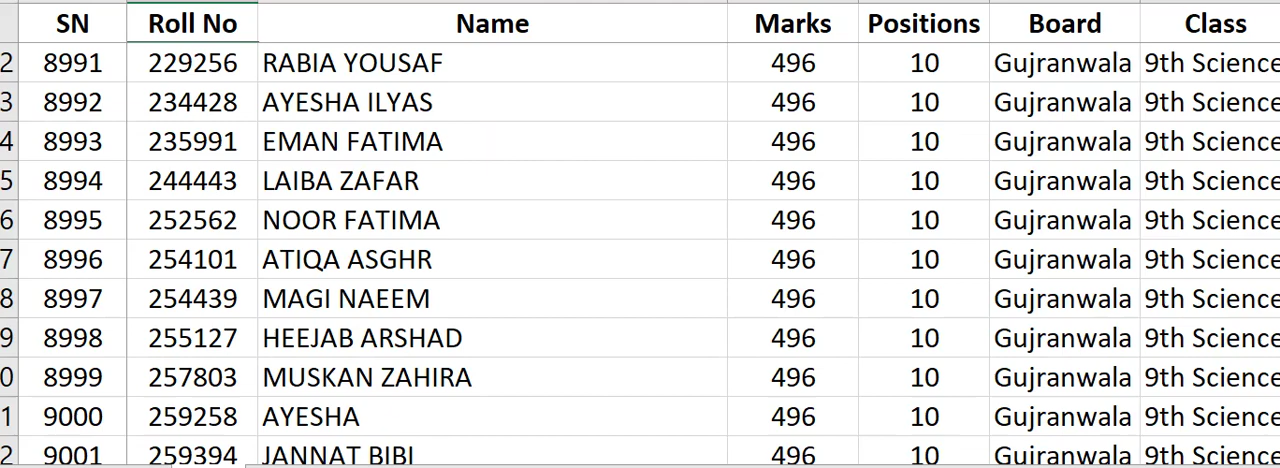 SN Roll No Name Marks Positions Board Class
2 8991 229256 RABIA YOUSAF 496 10 Gujranwala 9th Science
3 8992 234428 AYESHA ILYAS 496 10 Gujranwala 9th Science
4 8993 235991 EMAN FATIMA 496 10 Gujranwala 9th Science
5 8994 244443 LAIBA ZAFAR 496 10 Gujranwala 9th Science
6 8995 252562 NOOR FATIMA 496 10 Gujranwala 9th Science
7 8996 254101 ATIQA ASGHR 496 10 Gujranwala 9th Science
8 8997 254439 MAGI NAEEM 496 10 Gujranwala 9th Science
9 8998 255127 HEEJAB ARSHAD 496 10 Gujranwala 9th Science
0 8999 257803 MUSKAN ZAHIRA 496 10 Gujranwala 9th Science
1 9000 259258 AYESHA 496 10 Gujranwala 9th Science
2 9001 259394 JANNAT BIBI 496 10 Gujranwala 9th Science